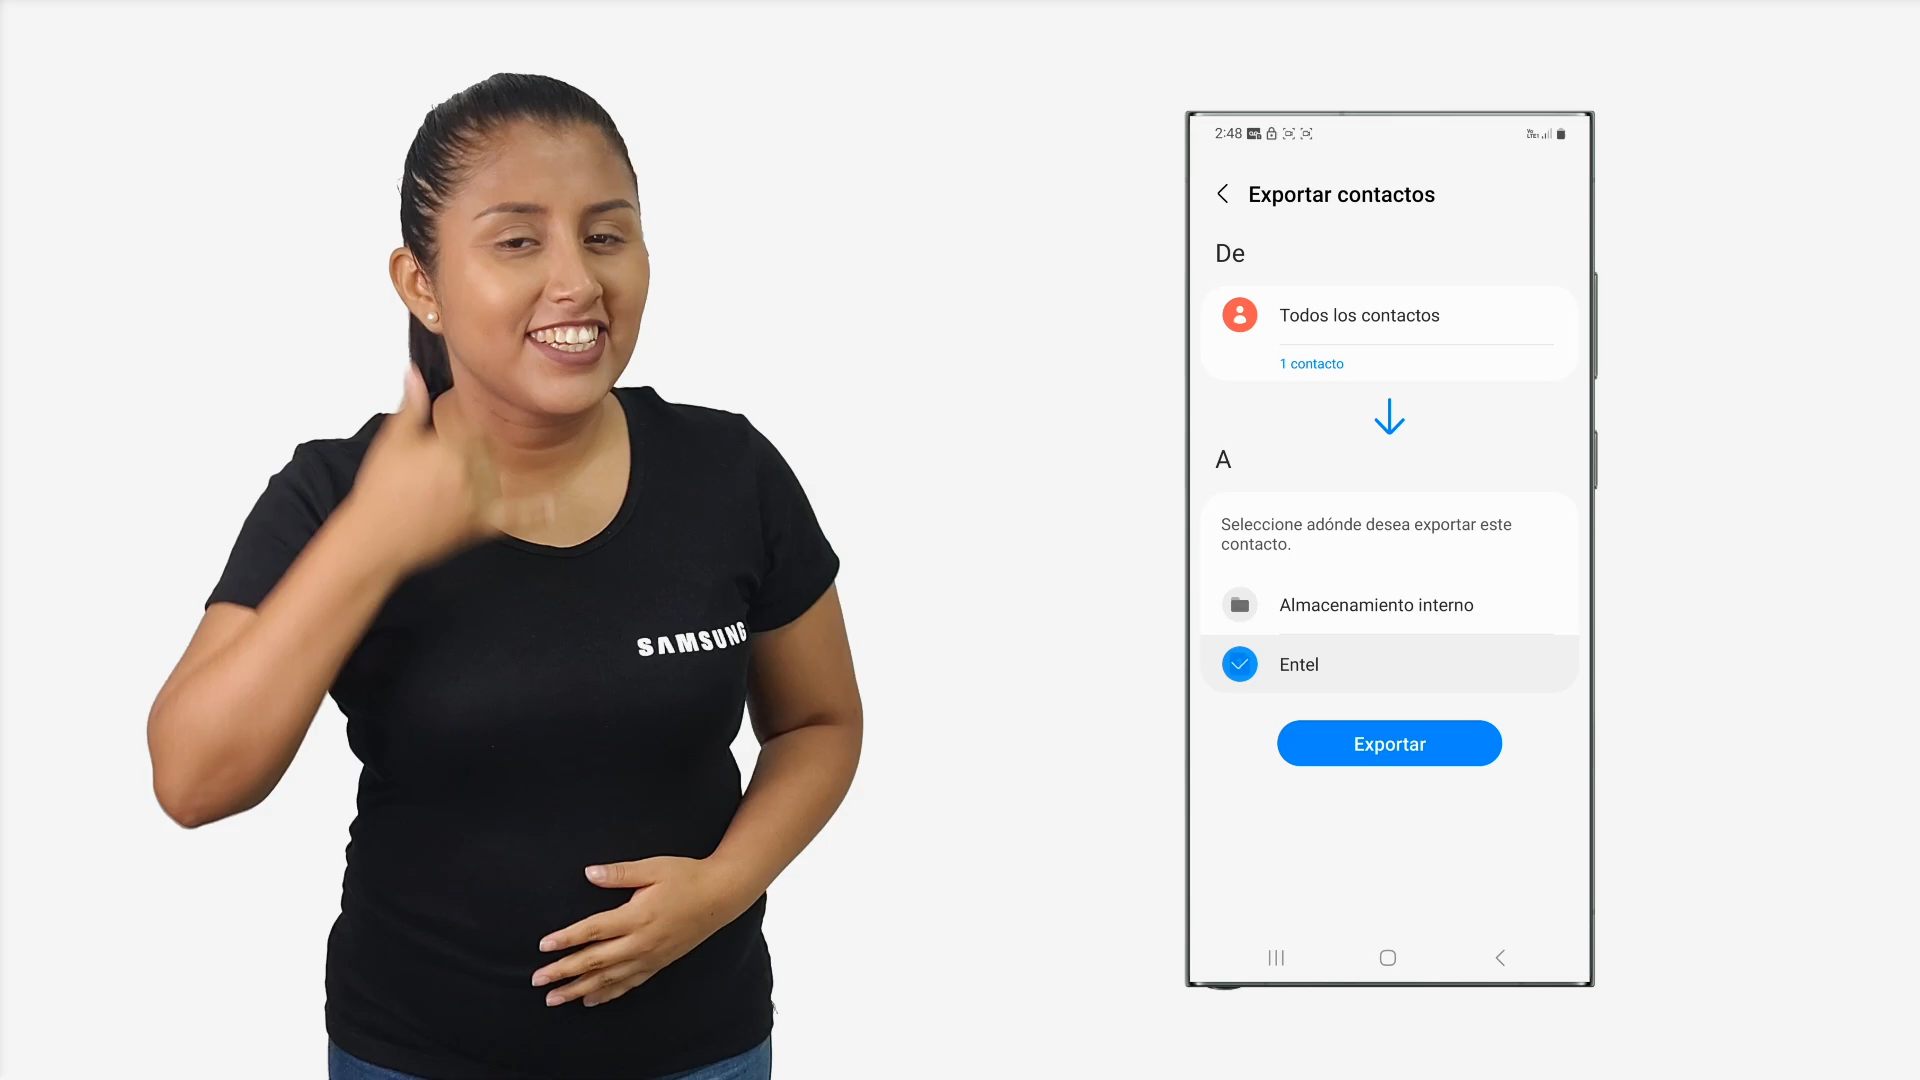 SAMSUNG
2:48
Exportar contactos
De
Todos los contactos
1 contacto
A
Seleccione adónde desea exportar este
contacto.
Almacenamiento interno
Entel
Exportar